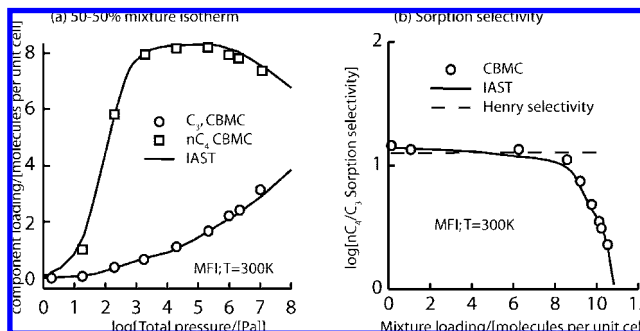 (a) 50-50% mixture isotherm
component loading/[molecules per unit cell]
8
6
4
2
0
C3, CBMC
nC4 CBMC
IAST
MFI; T=300K
0 1 2 3 4 5 6 7 8
log[Total pressure/[Pa]]
(b) Sorption selectivity
log[nC4/C3 Sorption selectivity]
2
1
0
CBMC
IAST
Henry selectivity
MFI; T=300K
0 2 4 6 8 10 12
Mixture loading/[molecules per unit cell]